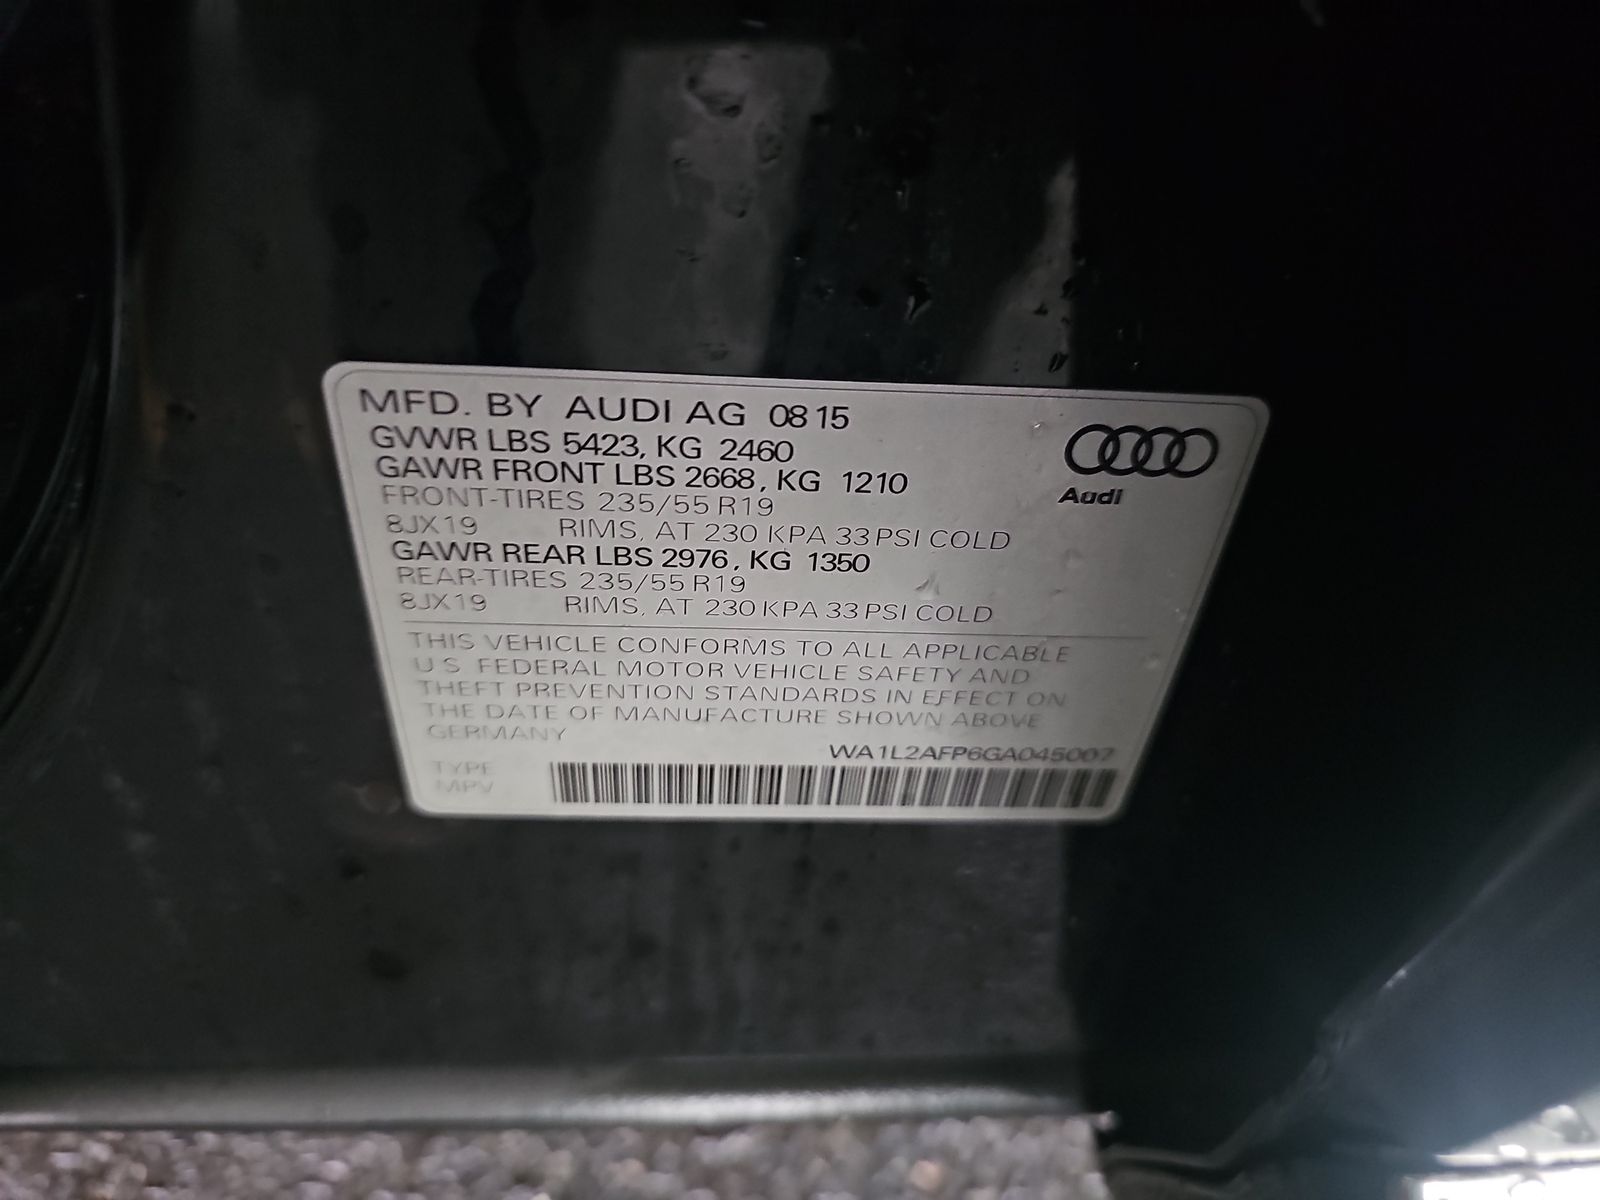 MFD. BY AUDI AG 0815
GVWR LBS 5423, KG 2460
GAWR FRONT LBS 2668, KG 1210
FRONT-TIRES 235/55 R19
8JX19 RIMS, AT 230 KPA 33 PSI COLD
GAWR REAR LBS 2976, KG 1350
REAR-TIRES 235/55 R19
8JX19 RIMS, AT 230 KPA 33 PSI COLD
Audi
THIS VEHICLE CONFORMS TO ALL APPLICABLE
U.S. FEDERAL MOTOR VEHICLE SAFETY AND
THEFT PREVENTION STANDARDS IN EFFECT ON
THE DATE OF MANUFACTURE SHOWN ABOVE
GERMANY
WA1L2AFP6GA045007
TYPE
MPV